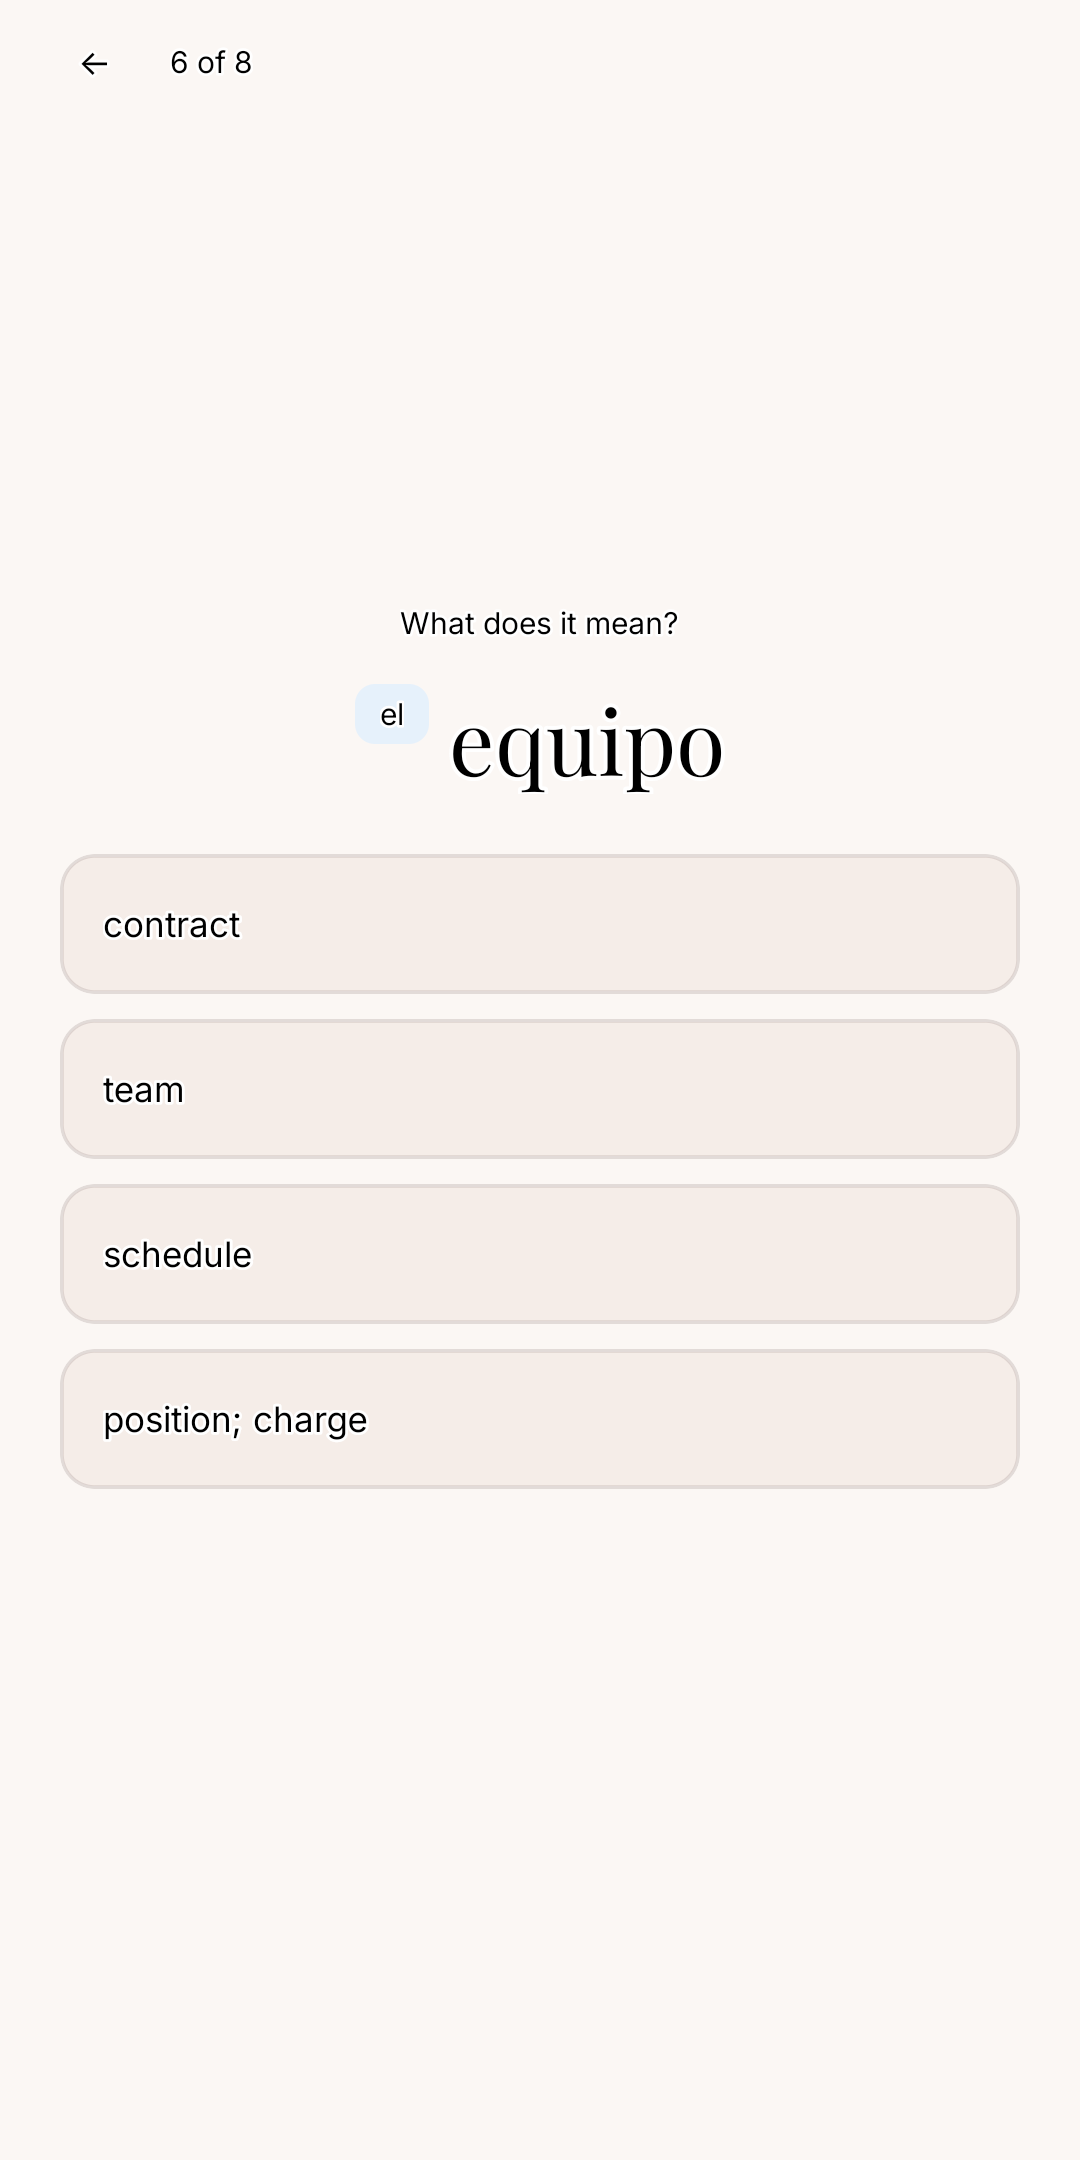 ← 6 of 8
What does it mean?
el equipo
contract
team
schedule
position; charge